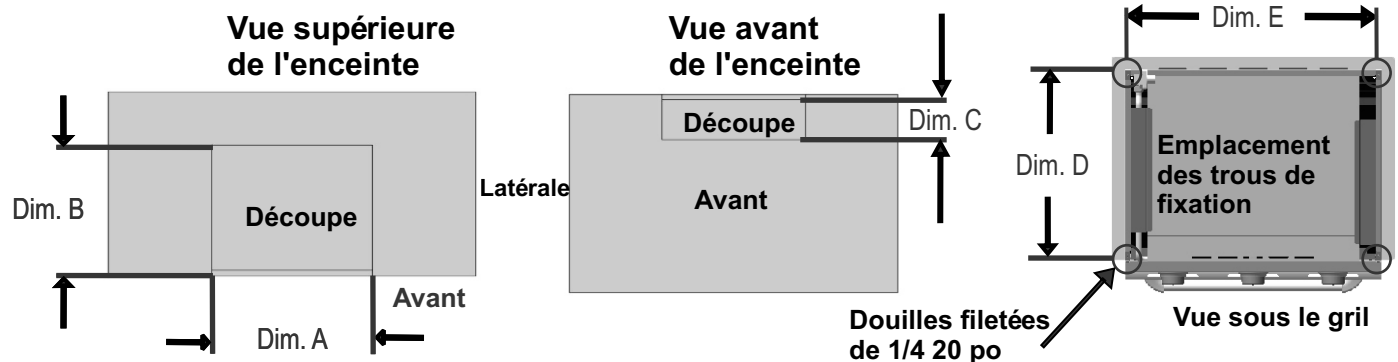 Vue supérieure
de l'enceinte
Dim. B
Découpe
Latérale
Avant
Dim. A
Vue avant
de l'enceinte
Découpe
Dim. C
Avant
Dim. E
Dim. D
Emplacement
des trous de
fixation
Douilles filetées
de 1/4 20 po
Vue sous le gril